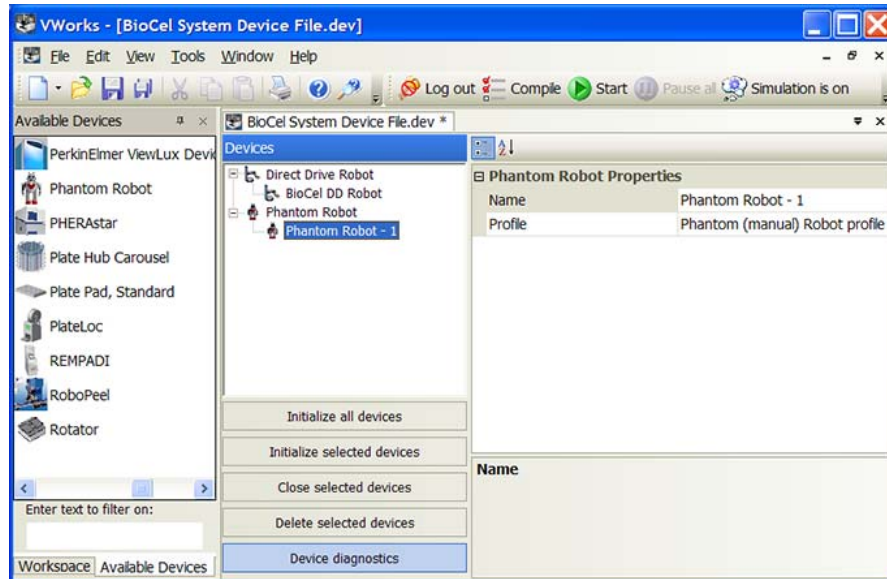 VWorks - [BioCel System Device File.dev]
File Edit View Tools Window Help
Log out Compile Start Pause all Simulation is on
Available Devices
PerkinElmer ViewLux Devic
Phantom Robot
PHERAstar
Plate Hub Carousel
Plate Pad, Standard
PlateLoc
REMPADI
RoboPeel
Rotator
Enter text to filter on:
Workspace Available Devices
BioCel System Device File.dev *
Devices
Direct Drive Robot
BioCel DD Robot
Phantom Robot
Phantom Robot - 1
Initialize all devices
Initialize selected devices
Close selected devices
Delete selected devices
Device diagnostics
Phantom Robot Properties
Name Phantom Robot - 1
Profile Phantom (manual) Robot profile
Name